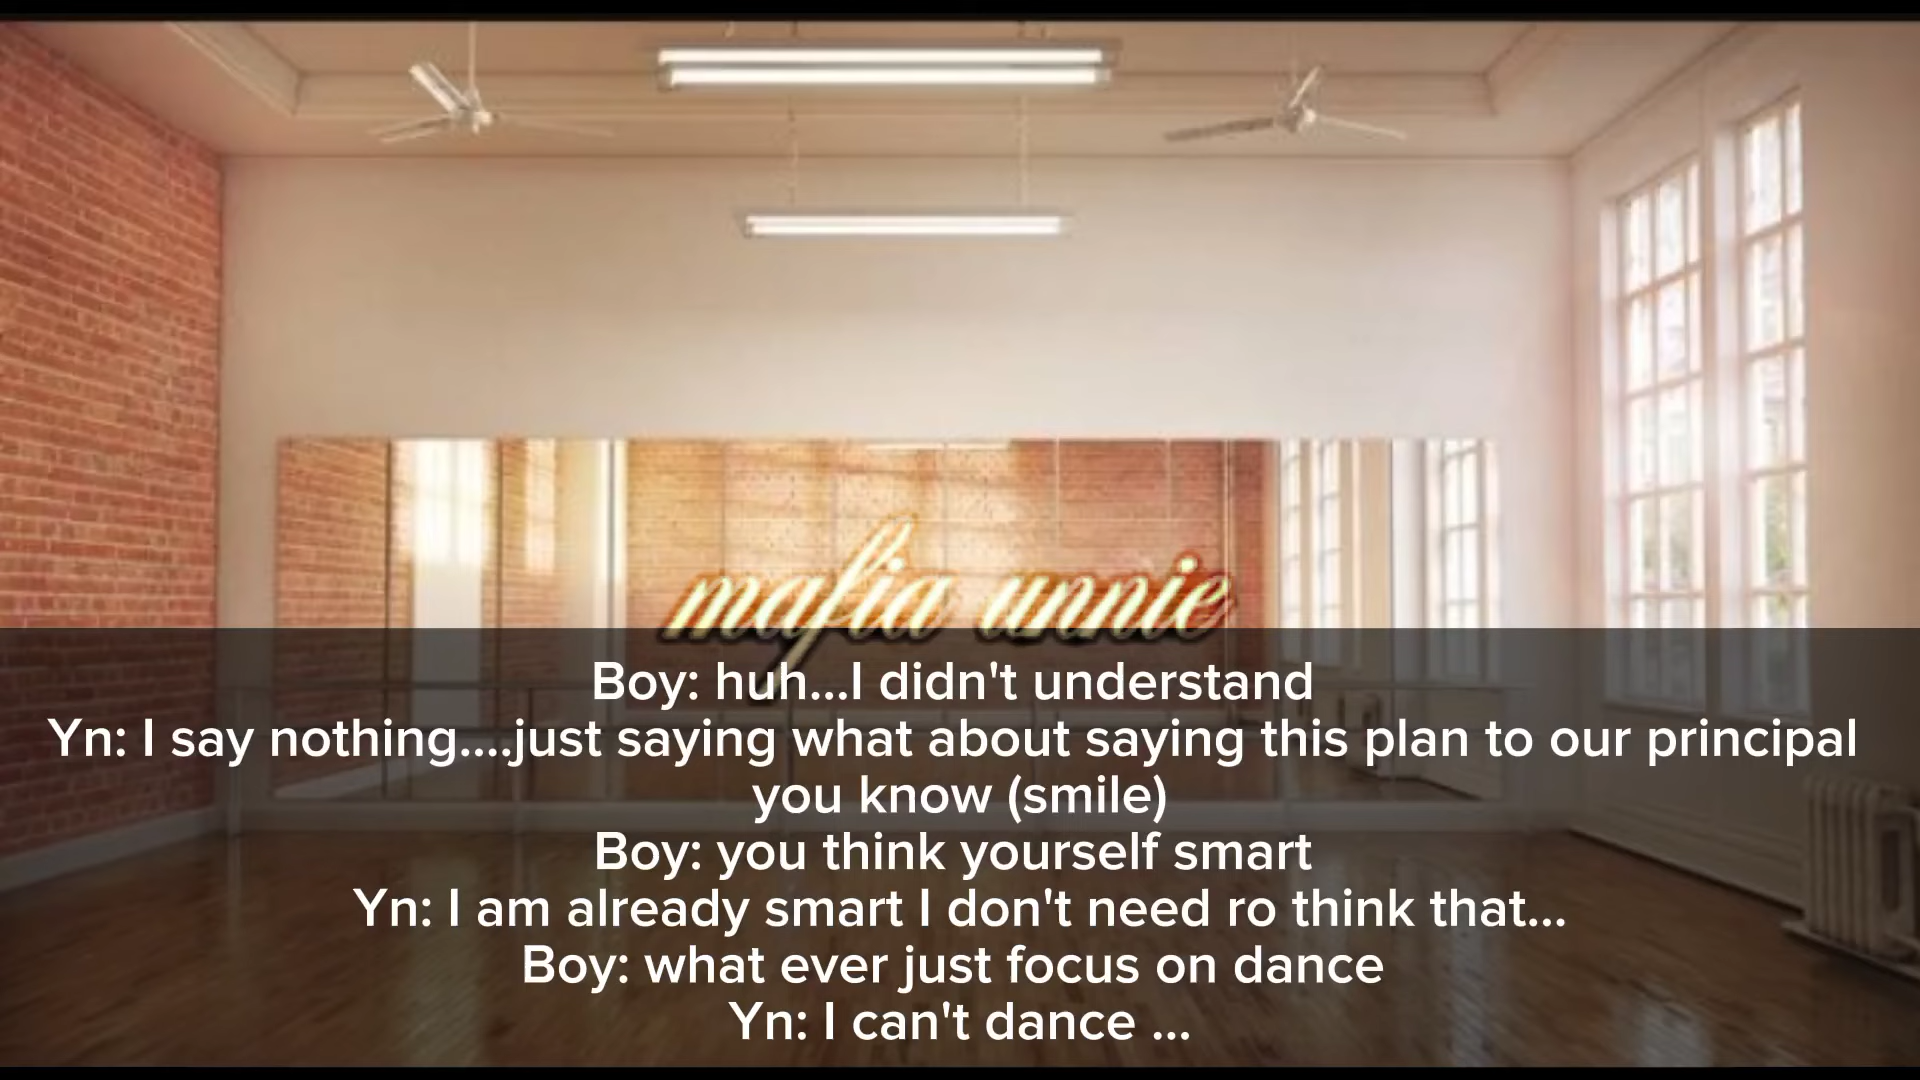 mafia unnie
Boy: huh...I didn't understand
Yn: I say nothing....just saying what about saying this plan to our principal
you know (smile)
Boy: you think yourself smart
Yn: I am already smart I don't need ro think that...
Boy: what ever just focus on dance
Yn: I can't dance ...